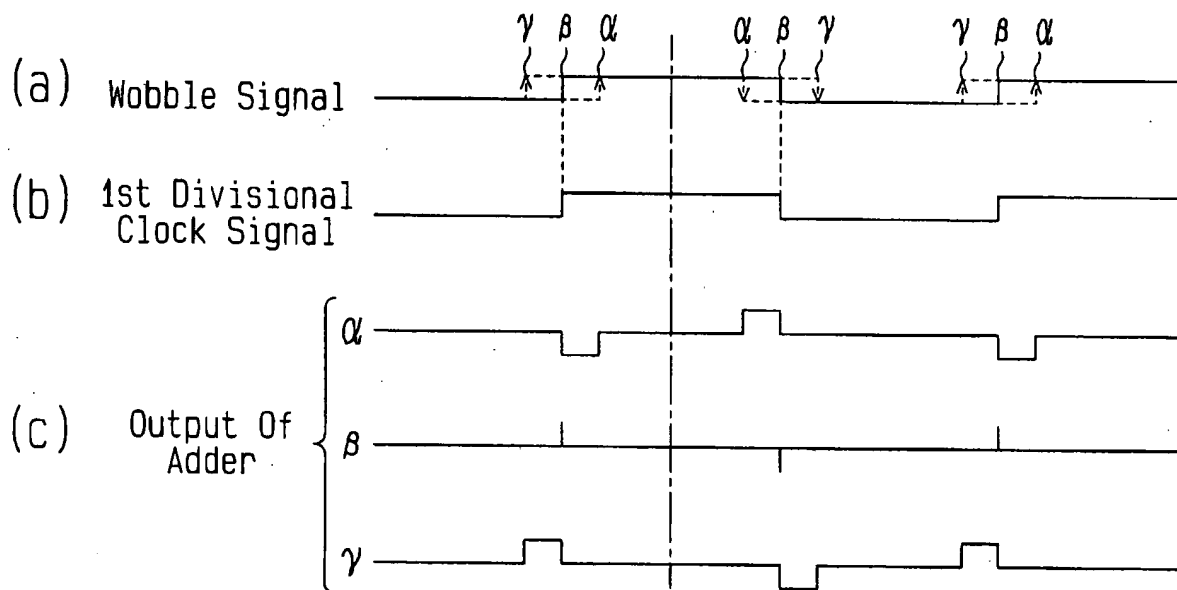 γ β α α β γ γ β α
(a) Wobble Signal
(b) 1st Divisional
Clock Signal
α
(c) Output Of
Adder
β
γ